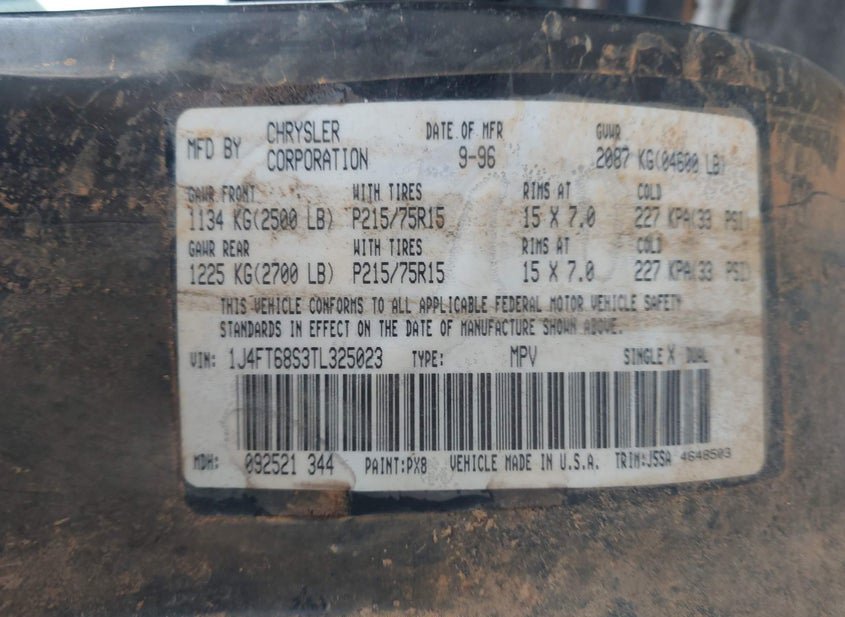 MFD BY CHRYSLER CORPORATION DATE OF MFR 9-96 GVWR 2087 KG(04600 LB)
GAWR FRONT WITH TIRES RIMS AT COLD
1134 KG(2500 LB) P215/75R15 15 X 7.0 227 KPA(33 PSI)
GAWR REAR WITH TIRES RIMS AT COLD
1225 KG(2700 LB) P215/75R15 15 X 7.0 227 KPA(33 PSI)
THIS VEHICLE CONFORMS TO ALL APPLICABLE FEDERAL MOTOR VEHICLE SAFETY
STANDARDS IN EFFECT ON THE DATE OF MANUFACTURE SHOWN ABOVE.
VIN: 1J4FT68S3TL325023 TYPE: MPV SINGLE X DUAL
MDH: 092521 344 PAINT:PX8 VEHICLE MADE IN U.S.A. TRIM:J5SA 4648503